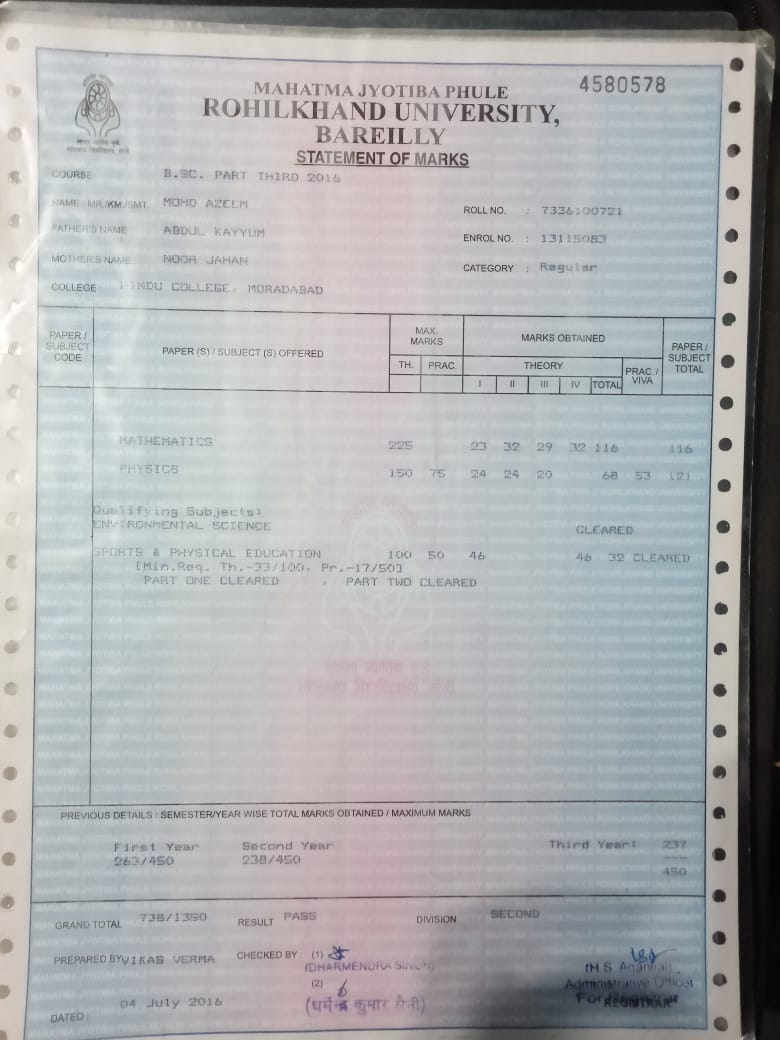 4580578
MAHATMA JYOTIBA PHULE
ROHILKHAND UNIVERSITY,
BAREILLY
STATEMENT OF MARKS
COURSE B.SC. PART THIRD 2016
NAME : MR./KM./SMT. MOHD AZEEM
ROLL NO. : 7336100721
FATHER'S NAME ABDUL KAYYUM
ENROL NO. : 13115083
MOTHER'S NAME : NOOR JAHAN
CATEGORY : Regular
COLLEGE : HINDU COLLEGE, MORADABAD
PAPER / SUBJECT CODE
PAPER (S) / SUBJECT (S) OFFERED
MAX. MARKS
TH. PRAC.
MARKS OBTAINED
THEORY
I II III IV TOTAL
PRAC./ VIVA
PAPER / SUBJECT TOTAL
MATHEMATICS 225 23 32 29 32 116 116
PHYSICS 150 75 24 24 20 68 53 121
Qualifying Subjects:
ENVIRONMENTAL SCIENCE CLEARED
SPORTS & PHYSICAL EDUCATION 100 50 46 46 32 CLEARED
[Min.Req. Th.-33/100, Pr.-17/50]
PART ONE CLEARED , PART TWO CLEARED
PREVIOUS DETAILS : SEMESTER/YEAR WISE TOTAL MARKS OBTAINED / MAXIMUM MARKS
First Year Second Year Third Year: 237
263/450 238/450
450
GRAND TOTAL 738/1350 RESULT PASS DIVISION SECOND
PREPARED BY VIKAS VERMA CHECKED BY : (1)
(DHARMENDRA SINGH)
(2)
(धर्मेन्द्र कुमार सैनी)
(H.S. Agarwal)
Administrative Officer
For Registrar
REGISTRAR
DATED : 04 July 2016